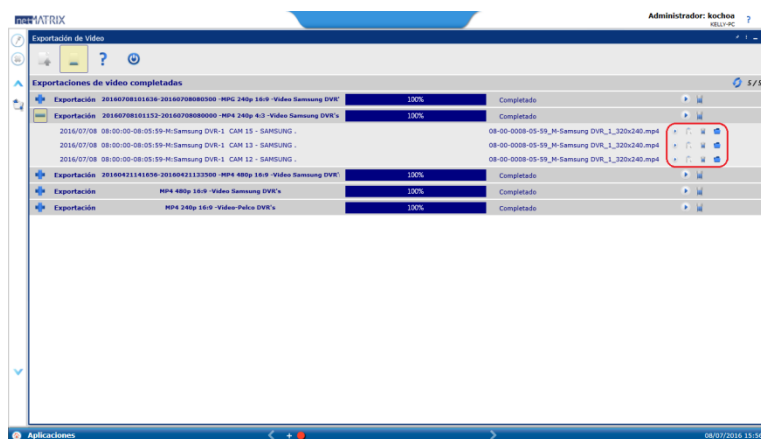 netMATRIX
Administrador: kochoa
KELLY-PC
?
Exportación de Video
?
Exportaciones de video completadas
5/5
Exportación 20160708101636-20160708080500 -MPG 240p 16:9 -Video Samsung DVR'
100%
Completado
Exportación 20160708101152-20160708080000 -MP4 240p 4:3 -Video Samsung DVR's
100%
Completado
2016/07/08 08:00:00-08:05:59-M:Samsung DVR-1 CAM 15 - SAMSUNG .
08-00-0008-05-59_M-Samsung DVR_1_320x240.mp4
2016/07/08 08:00:00-08:05:59-M:Samsung DVR-1 CAM 13 - SAMSUNG .
08-00-0008-05-59_M-Samsung DVR_1_320x240.mp4
2016/07/08 08:00:00-08:05:59-M:Samsung DVR-1 CAM 12 - SAMSUNG .
08-00-0008-05-59_M-Samsung DVR_1_320x240.mp4
Exportación 20160421141656-20160421133500 -MP4 480p 16:9 -Video Samsung DVR'
100%
Completado
Exportación MP4 480p 16:9 -Video Samsung DVR's
100%
Completado
Exportación MP4 240p 16:9 -Video-Pelco DVR's
100%
Completado
Aplicaciones
08/07/2016 15:56